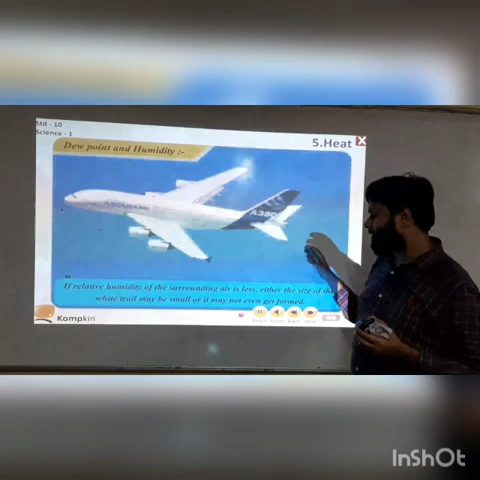 Std - 10
Science - 1
5.Heat
X
Dew point and Humidity :-
A380
If relative humidity of the surrounding air is less, either the size of the
white trail may be small or it may not even get formed.
Kompkin
InShOt